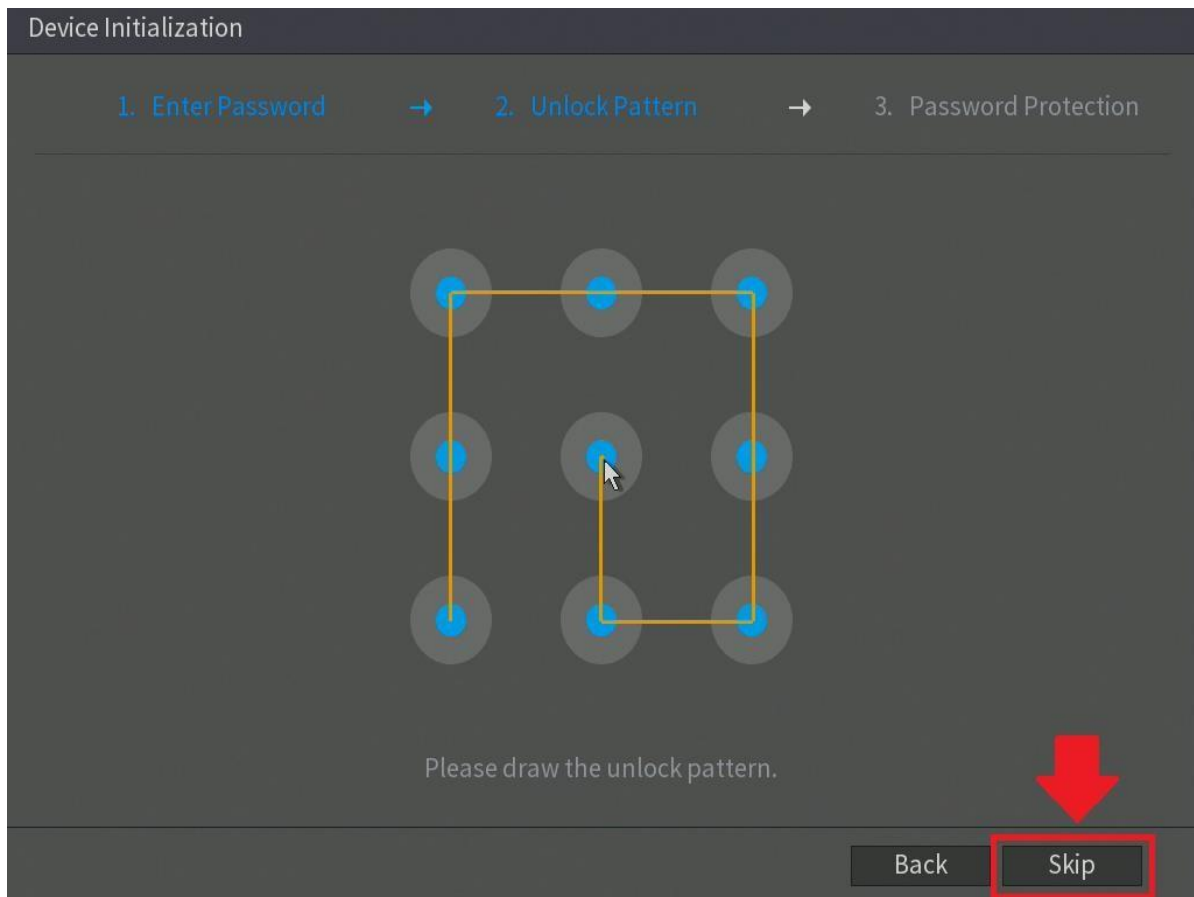 Device Initialization
1. Enter Password → 2. Unlock Pattern → 3. Password Protection
Please draw the unlock pattern.
Back Skip